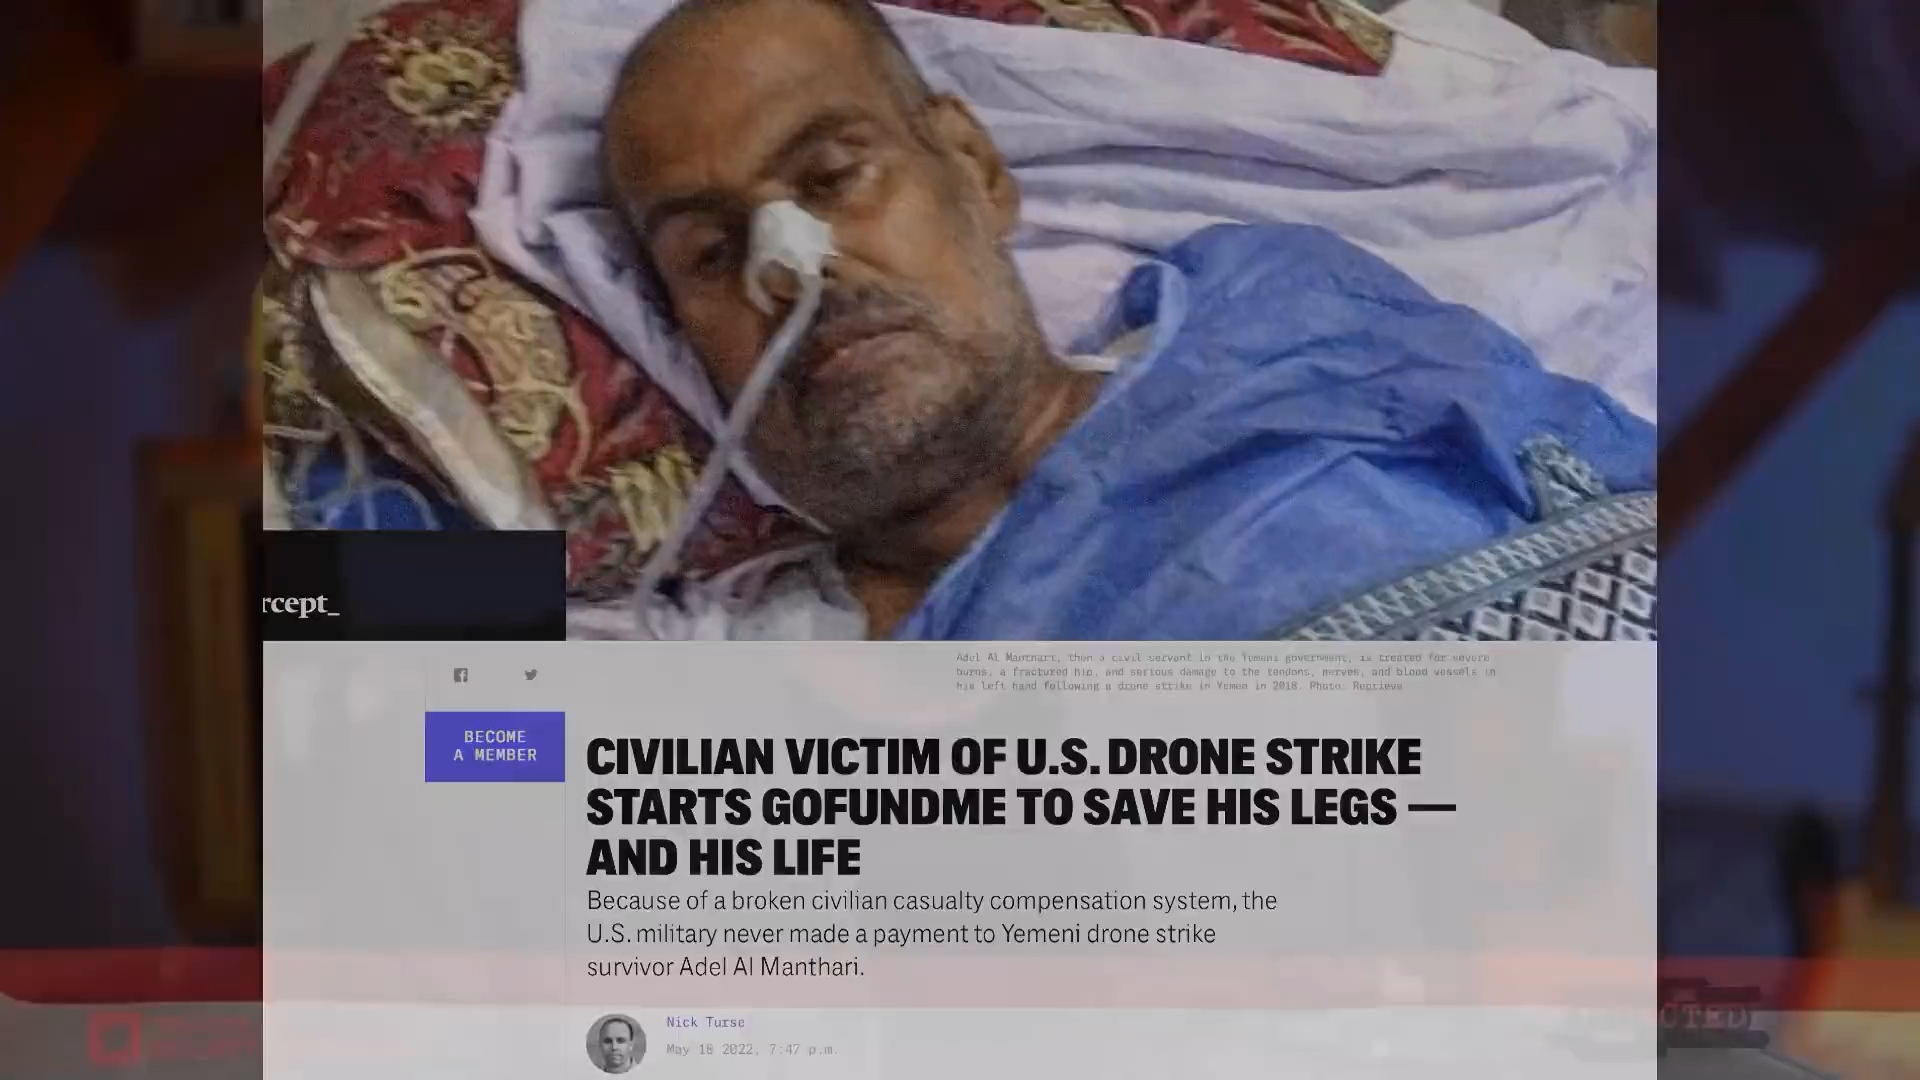 rcept_
Adel Al Manthari, then a civil servant in the Yemeni government, is treated for severe
burns, a fractured hip, and serious damage to the tendons, nerves, and blood vessels in
his left hand following a drone strike in Yemen in 2018. Photo: Reprieve
BECOME
A MEMBER
CIVILIAN VICTIM OF U.S. DRONE STRIKE
STARTS GOFUNDME TO SAVE HIS LEGS —
AND HIS LIFE
Because of a broken civilian casualty compensation system, the
U.S. military never made a payment to Yemeni drone strike
survivor Adel Al Manthari.
Nick Turse
May 18 2022, 7:47 p.m.
CTED